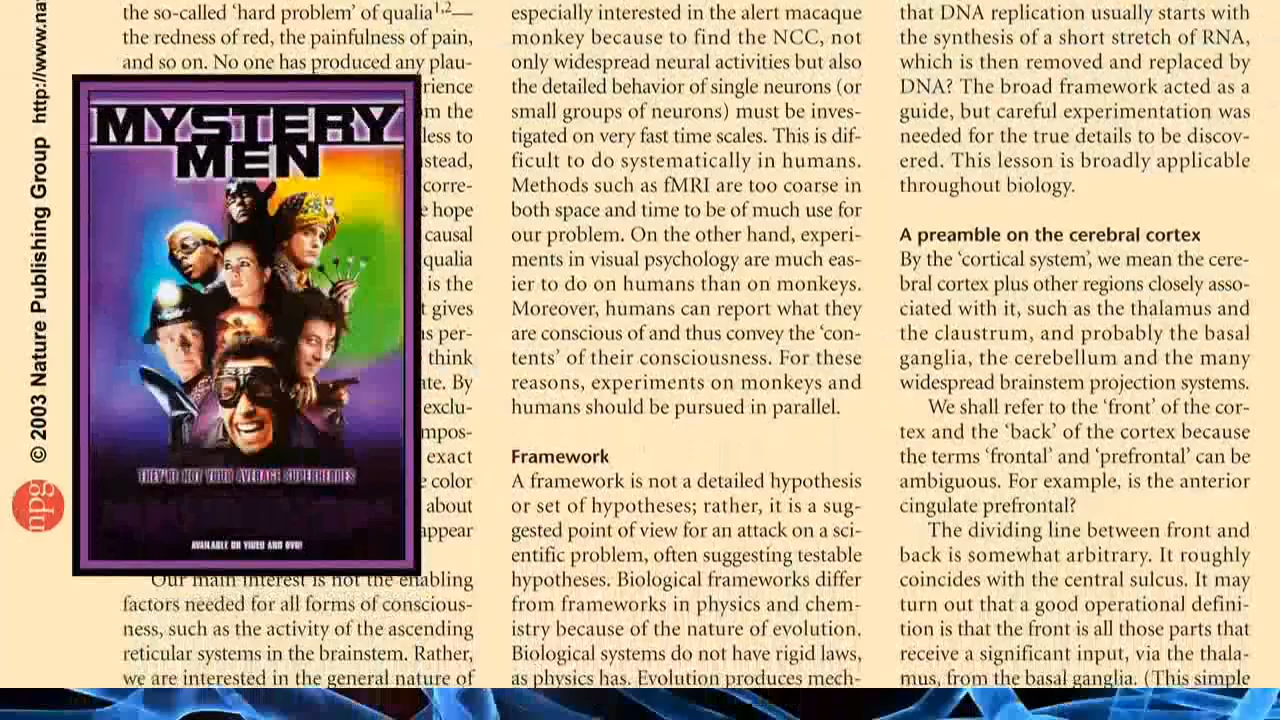 © 2003 Nature Publishing Group http://www.na
npg
the so-called ‘hard problem’ of qualia1,2—
the redness of red, the painfulness of pain,
and so on. No one has produced any plau-
rience
m the
less to
stead,
corre-
e hope
causal
qualia
is the
t gives
us per-
think
ate. By
exclu-
mpos-
exact
e color
about
appear
Our main interest is not the enabling
factors needed for all forms of conscious-
ness, such as the activity of the ascending
reticular systems in the brainstem. Rather,
we are interested in the general nature of
MYSTERY
MEN
THEY'RE NOT YOUR AVERAGE SUPERHEROES
AVAILABLE ON VIDEO AND DVD!
especially interested in the alert macaque
monkey because to find the NCC, not
only widespread neural activities but also
the detailed behavior of single neurons (or
small groups of neurons) must be inves-
tigated on very fast time scales. This is dif-
ficult to do systematically in humans.
Methods such as fMRI are too coarse in
both space and time to be of much use for
our problem. On the other hand, experi-
ments in visual psychology are much eas-
ier to do on humans than on monkeys.
Moreover, humans can report what they
are conscious of and thus convey the ‘con-
tents’ of their consciousness. For these
reasons, experiments on monkeys and
humans should be pursued in parallel.
Framework
A framework is not a detailed hypothesis
or set of hypotheses; rather, it is a sug-
gested point of view for an attack on a sci-
entific problem, often suggesting testable
hypotheses. Biological frameworks differ
from frameworks in physics and chem-
istry because of the nature of evolution.
Biological systems do not have rigid laws,
as physics has. Evolution produces mech-
that DNA replication usually starts with
the synthesis of a short stretch of RNA,
which is then removed and replaced by
DNA? The broad framework acted as a
guide, but careful experimentation was
needed for the true details to be discov-
ered. This lesson is broadly applicable
throughout biology.
A preamble on the cerebral cortex
By the ‘cortical system’, we mean the cere-
bral cortex plus other regions closely asso-
ciated with it, such as the thalamus and
the claustrum, and probably the basal
ganglia, the cerebellum and the many
widespread brainstem projection systems.
We shall refer to the ‘front’ of the cor-
tex and the ‘back’ of the cortex because
the terms ‘frontal’ and ‘prefrontal’ can be
ambiguous. For example, is the anterior
cingulate prefrontal?
The dividing line between front and
back is somewhat arbitrary. It roughly
coincides with the central sulcus. It may
turn out that a good operational defini-
tion is that the front is all those parts that
receive a significant input, via the thala-
mus, from the basal ganglia. (This simple